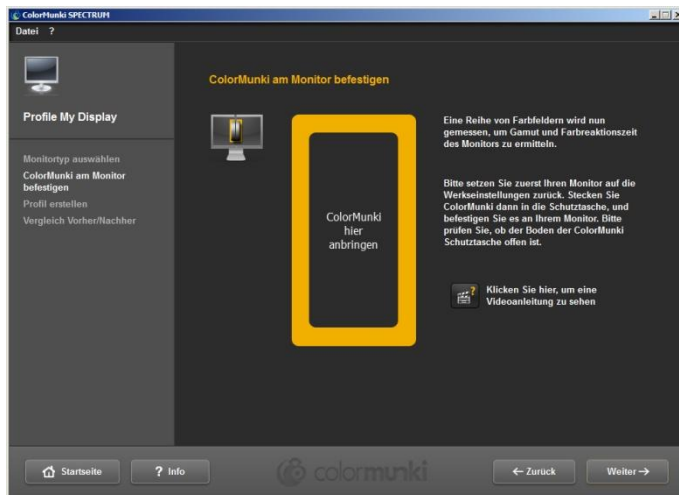 ColorMunki SPECTRUM
Datei ?
Profile My Display
Monitortyp auswählen
ColorMunki am Monitor
befestigen
Profil erstellen
Vergleich Vorher/Nachher
ColorMunki am Monitor befestigen
ColorMunki
hier
anbringen
Eine Reihe von Farbfeldern wird nun
gemessen, um Gamut und Farbreaktionszeit
des Monitors zu ermitteln.
Bitte setzen Sie zuerst Ihren Monitor auf die
Werkseinstellungen zurück. Stecken Sie
ColorMunki dann in die Schutztasche, und
befestigen Sie es an Ihrem Monitor. Bitte
prüfen Sie, ob der Boden der ColorMunki
Schutztasche offen ist.
?
Klicken Sie hier, um eine
Videoanleitung zu sehen
Startseite
? Info
colormunki
← Zurück
Weiter →